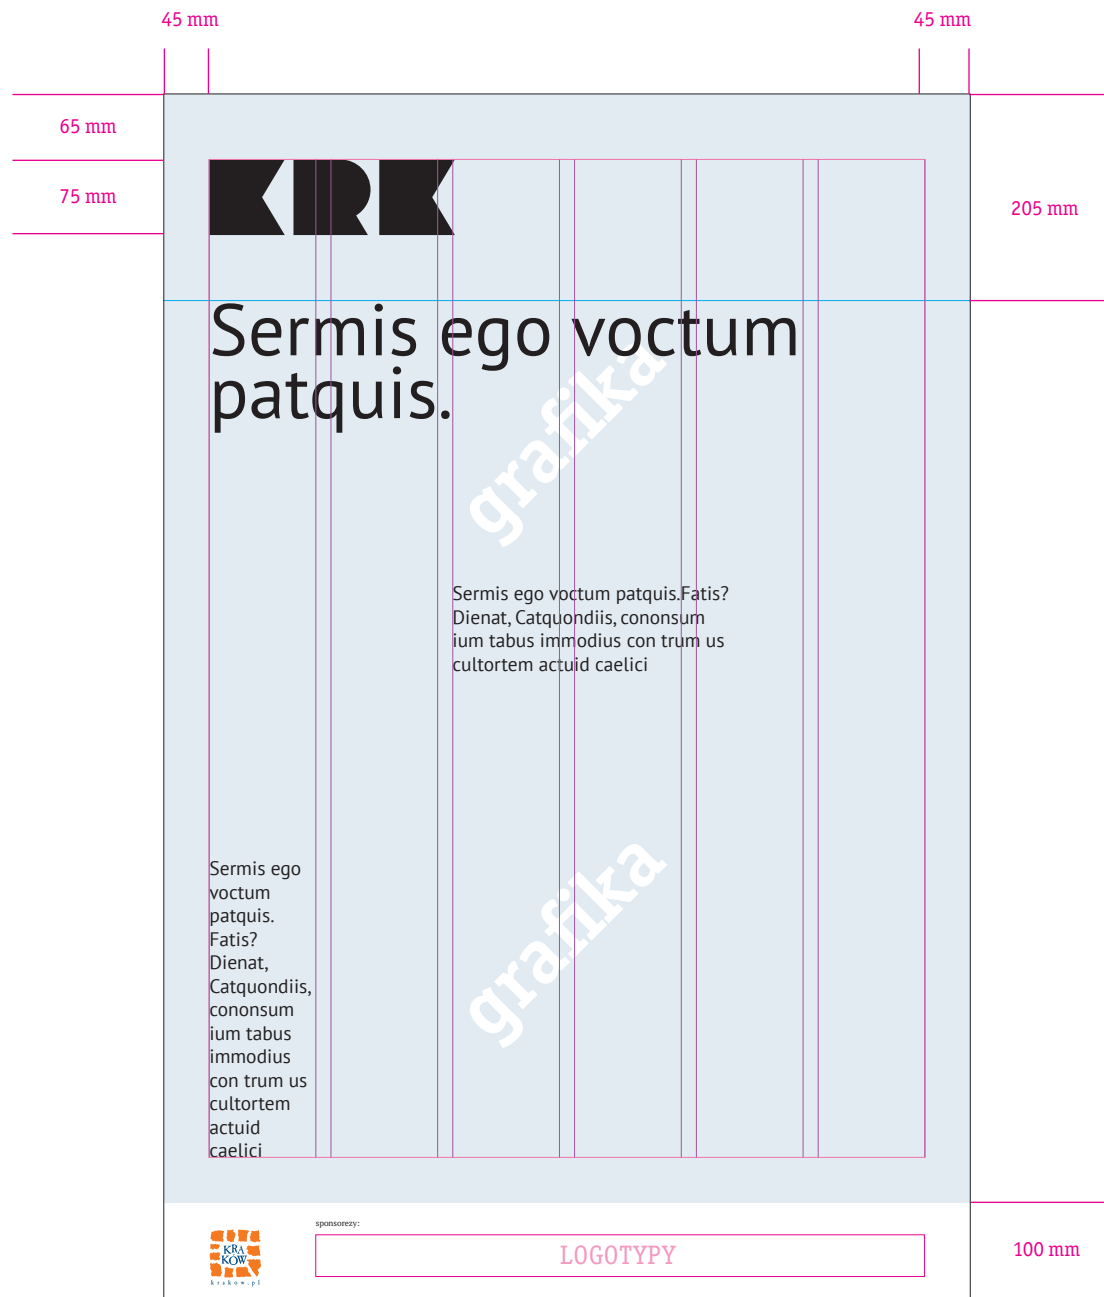 45 mm
45 mm
65 mm
75 mm
205 mm
KRK
Sermis ego voctum
patquis.
grafika
Sermis ego voctum patquis.Fatis?
Dienat, Catquondiis, cononsum
ium tabus immodius con trum us
cultortem actuid caelici
grafika
Sermis ego
voctum
patquis.
Fatis?
Dienat,
Catquondiis,
cononsum
ium tabus
immodius
con trum us
cultortem
actuid
caelici
sponsorezy:
KRA
KÓW
krakow.pl
LOGOTYPY
100 mm